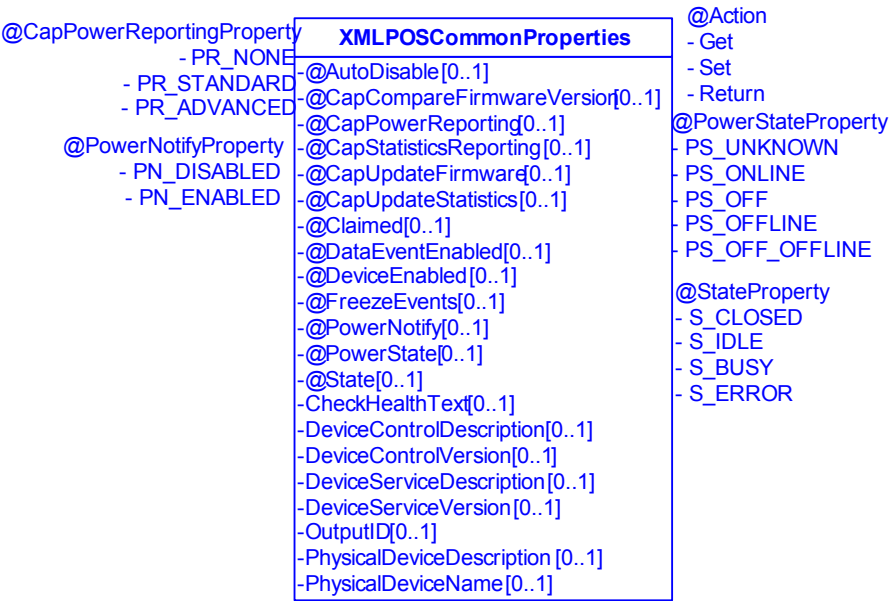 @CapPowerReportingProperty
- PR_NONE
- PR_STANDARD
- PR_ADVANCED
@PowerNotifyProperty
- PN_DISABLED
- PN_ENABLED
XMLPOSCommonProperties
-@AutoDisable[0..1]
-@CapCompareFirmwareVersion[0..1]
-@CapPowerReporting[0..1]
-@CapStatisticsReporting[0..1]
-@CapUpdateFirmware[0..1]
-@CapUpdateStatistics[0..1]
-@Claimed[0..1]
-@DataEventEnabled[0..1]
-@DeviceEnabled[0..1]
-@FreezeEvents[0..1]
-@PowerNotify[0..1]
-@PowerState[0..1]
-@State[0..1]
-CheckHealthText[0..1]
-DeviceControlDescription[0..1]
-DeviceControlVersion[0..1]
-DeviceServiceDescription[0..1]
-DeviceServiceVersion[0..1]
-OutputID[0..1]
-PhysicalDeviceDescription [0..1]
-PhysicalDeviceName[0..1]
@Action
- Get
- Set
- Return
@PowerStateProperty
- PS_UNKNOWN
- PS_ONLINE
- PS_OFF
- PS_OFFLINE
- PS_OFF_OFFLINE
@StateProperty
- S_CLOSED
- S_IDLE
- S_BUSY
- S_ERROR